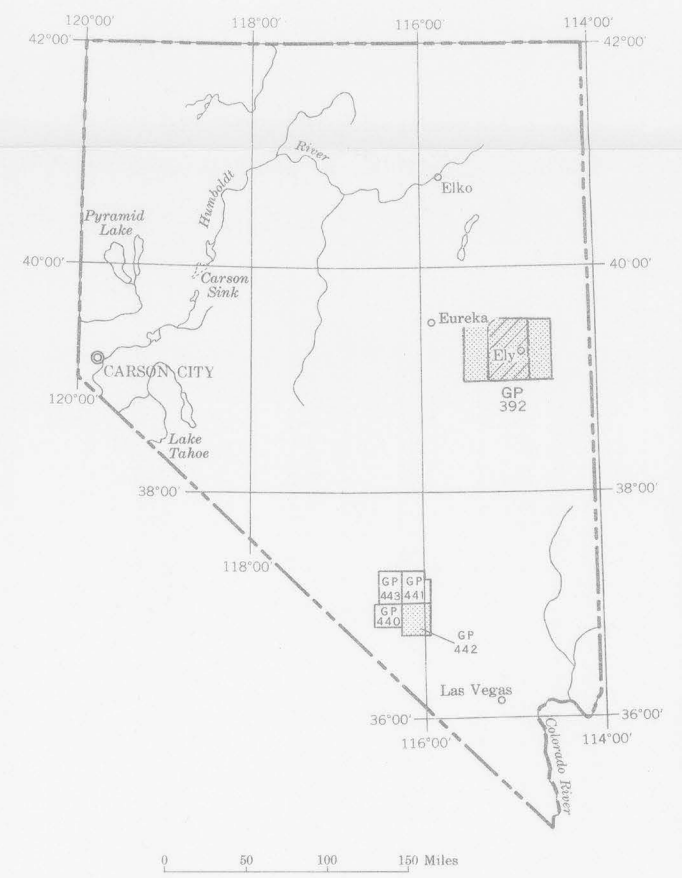 120°00'
118°00'
116°00'
114°00'
42°00'
42°00'
River
Elko
Humboldt
Pyramid
Lake
40°00'
40°00'
Carson
Sink
Eureka
Ely
CARSON CITY
GP
392
120°00'
Lake
Tahoe
38°00'
38°00'
118°00'
GP
443
GP
441
GP
440
GP
442
Las Vegas
36°00'
36°00'
116°00'
114°00'
Colorado River
0 50 100 150 Miles